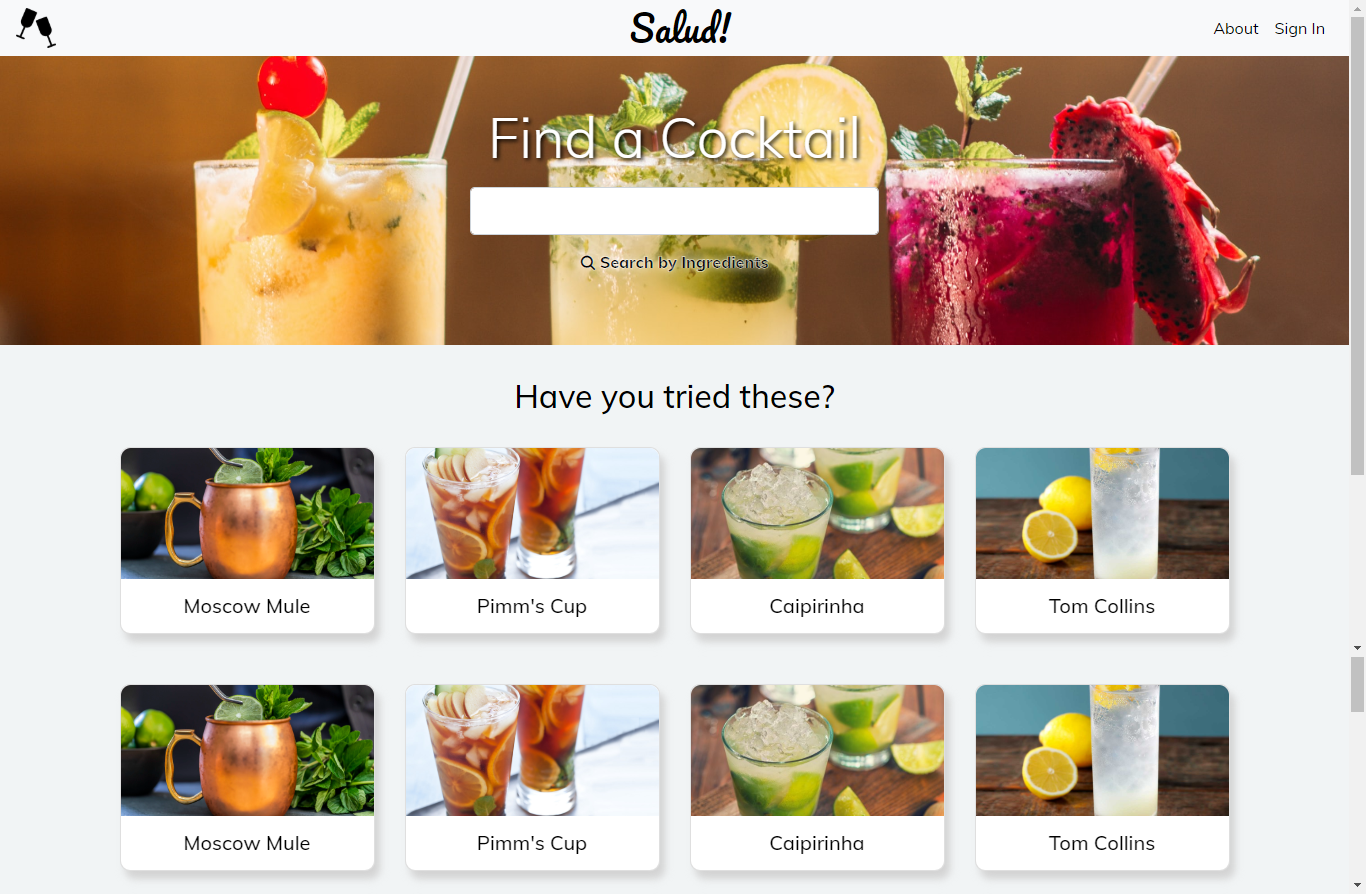 Salud!
About
Sign In
Find a Cocktail
Search by Ingredients
Have you tried these?
Moscow Mule
Pimm's Cup
Caipirinha
Tom Collins
Moscow Mule
Pimm's Cup
Caipirinha
Tom Collins